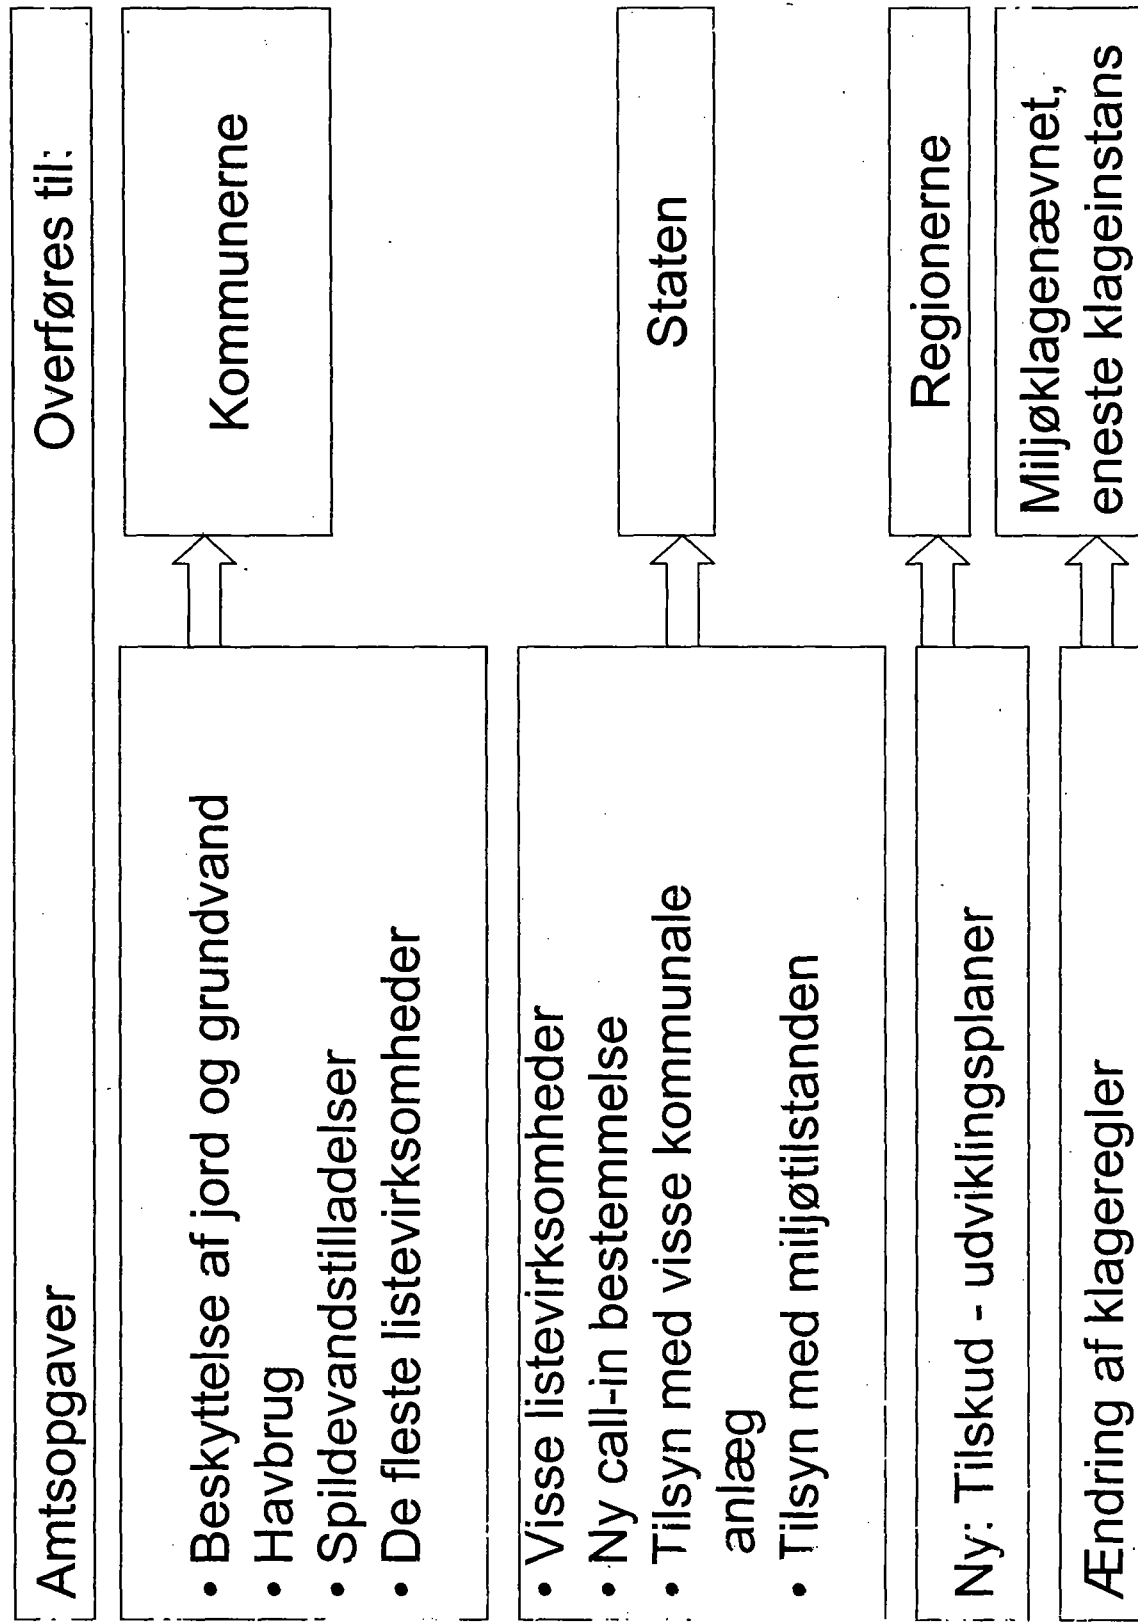 Amtsopgaver
Overføres til:
• Beskyttelse af jord og grundvand
• Havbrug
• Spildevandstilladelser
• De fleste listevirksomheder
Kommunerne
• Visse listevirksomheder
• Ny call-in bestemmelse
• Tilsyn med visse kommunale
anlæg
• Tilsyn med miljøtilstanden
Staten
Ny: Tilskud - udviklingsplaner
Regionerne
Ændring af klageregler
Miljøklagenævnet,
eneste klageinstans